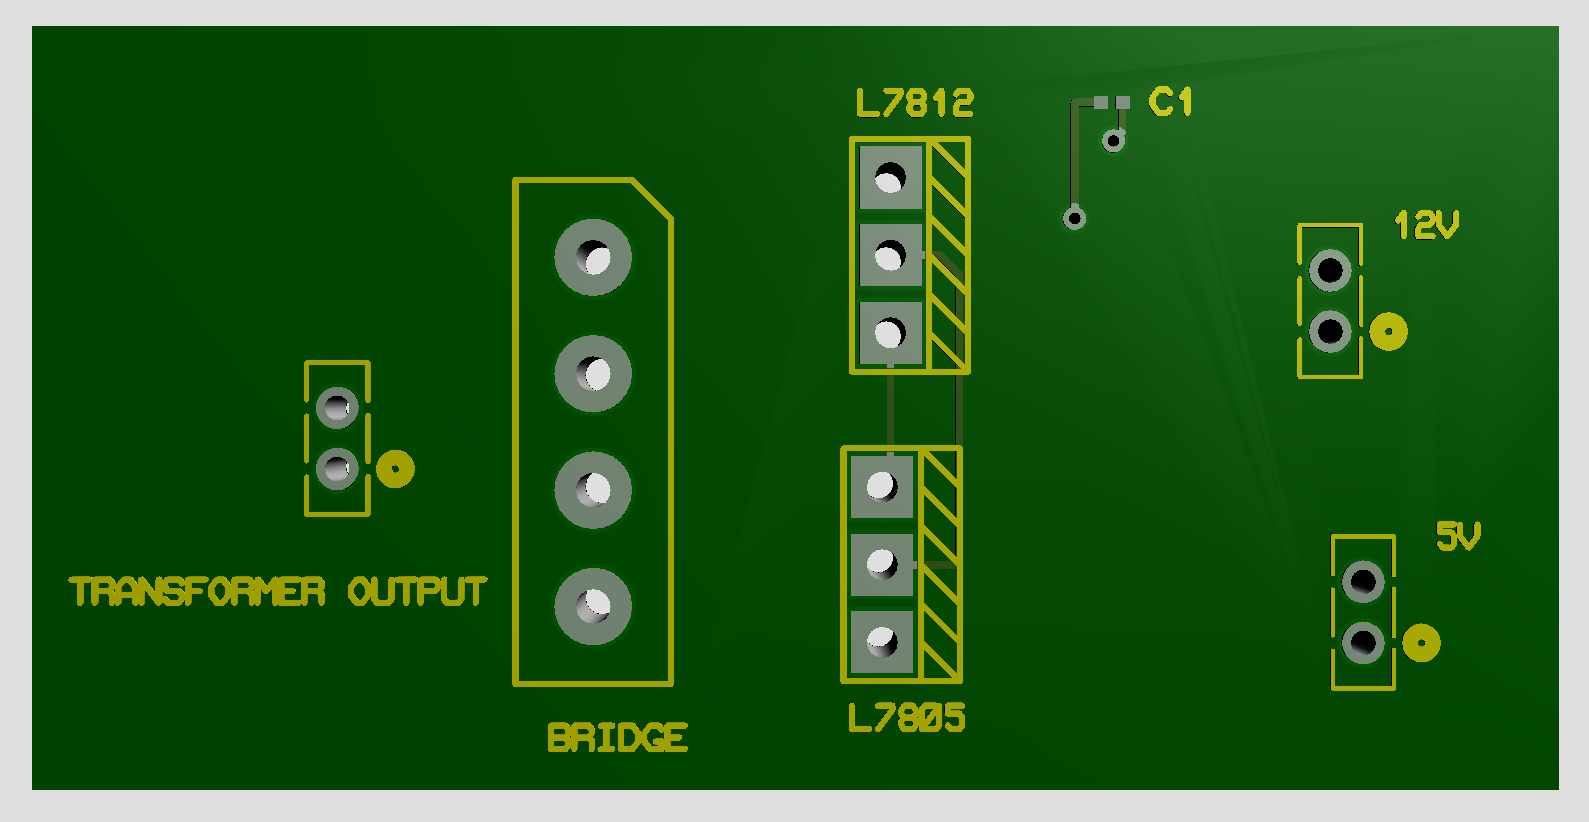 L7812
C1
12V
5V
TRANSFORMER OUTPUT
L7805
BRIDGE